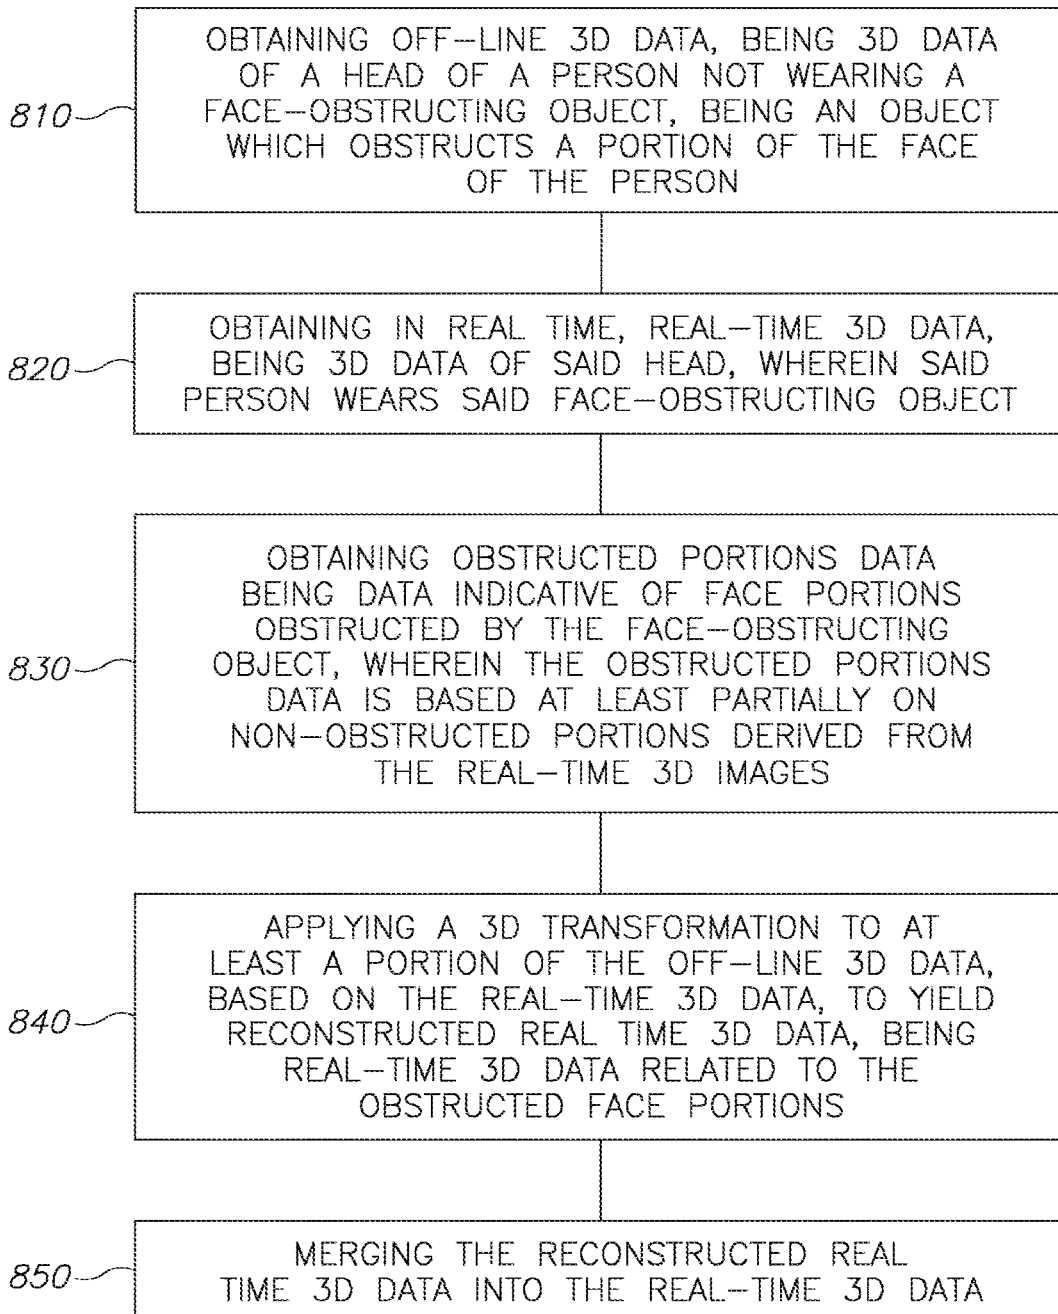 810
OBTAINING OFF-LINE 3D DATA, BEING 3D DATA
OF A HEAD OF A PERSON NOT WEARING A
FACE-OBSTRUCTING OBJECT, BEING AN OBJECT
WHICH OBSTRUCTS A PORTION OF THE FACE
OF THE PERSON
820
OBTAINING IN REAL TIME, REAL-TIME 3D DATA,
BEING 3D DATA OF SAID HEAD, WHEREIN SAID
PERSON WEARS SAID FACE-OBSTRUCTING OBJECT
830
OBTAINING OBSTRUCTED PORTIONS DATA
BEING DATA INDICATIVE OF FACE PORTIONS
OBSTRUCTED BY THE FACE-OBSTRUCTING
OBJECT, WHEREIN THE OBSTRUCTED PORTIONS
DATA IS BASED AT LEAST PARTIALLY ON
NON-OBSTRUCTED PORTIONS DERIVED FROM
THE REAL-TIME 3D IMAGES
840
APPLYING A 3D TRANSFORMATION TO AT
LEAST A PORTION OF THE OFF-LINE 3D DATA,
BASED ON THE REAL-TIME 3D DATA, TO YIELD
RECONSTRUCTED REAL TIME 3D DATA, BEING
REAL-TIME 3D DATA RELATED TO THE
OBSTRUCTED FACE PORTIONS
850
MERGING THE RECONSTRUCTED REAL
TIME 3D DATA INTO THE REAL-TIME 3D DATA